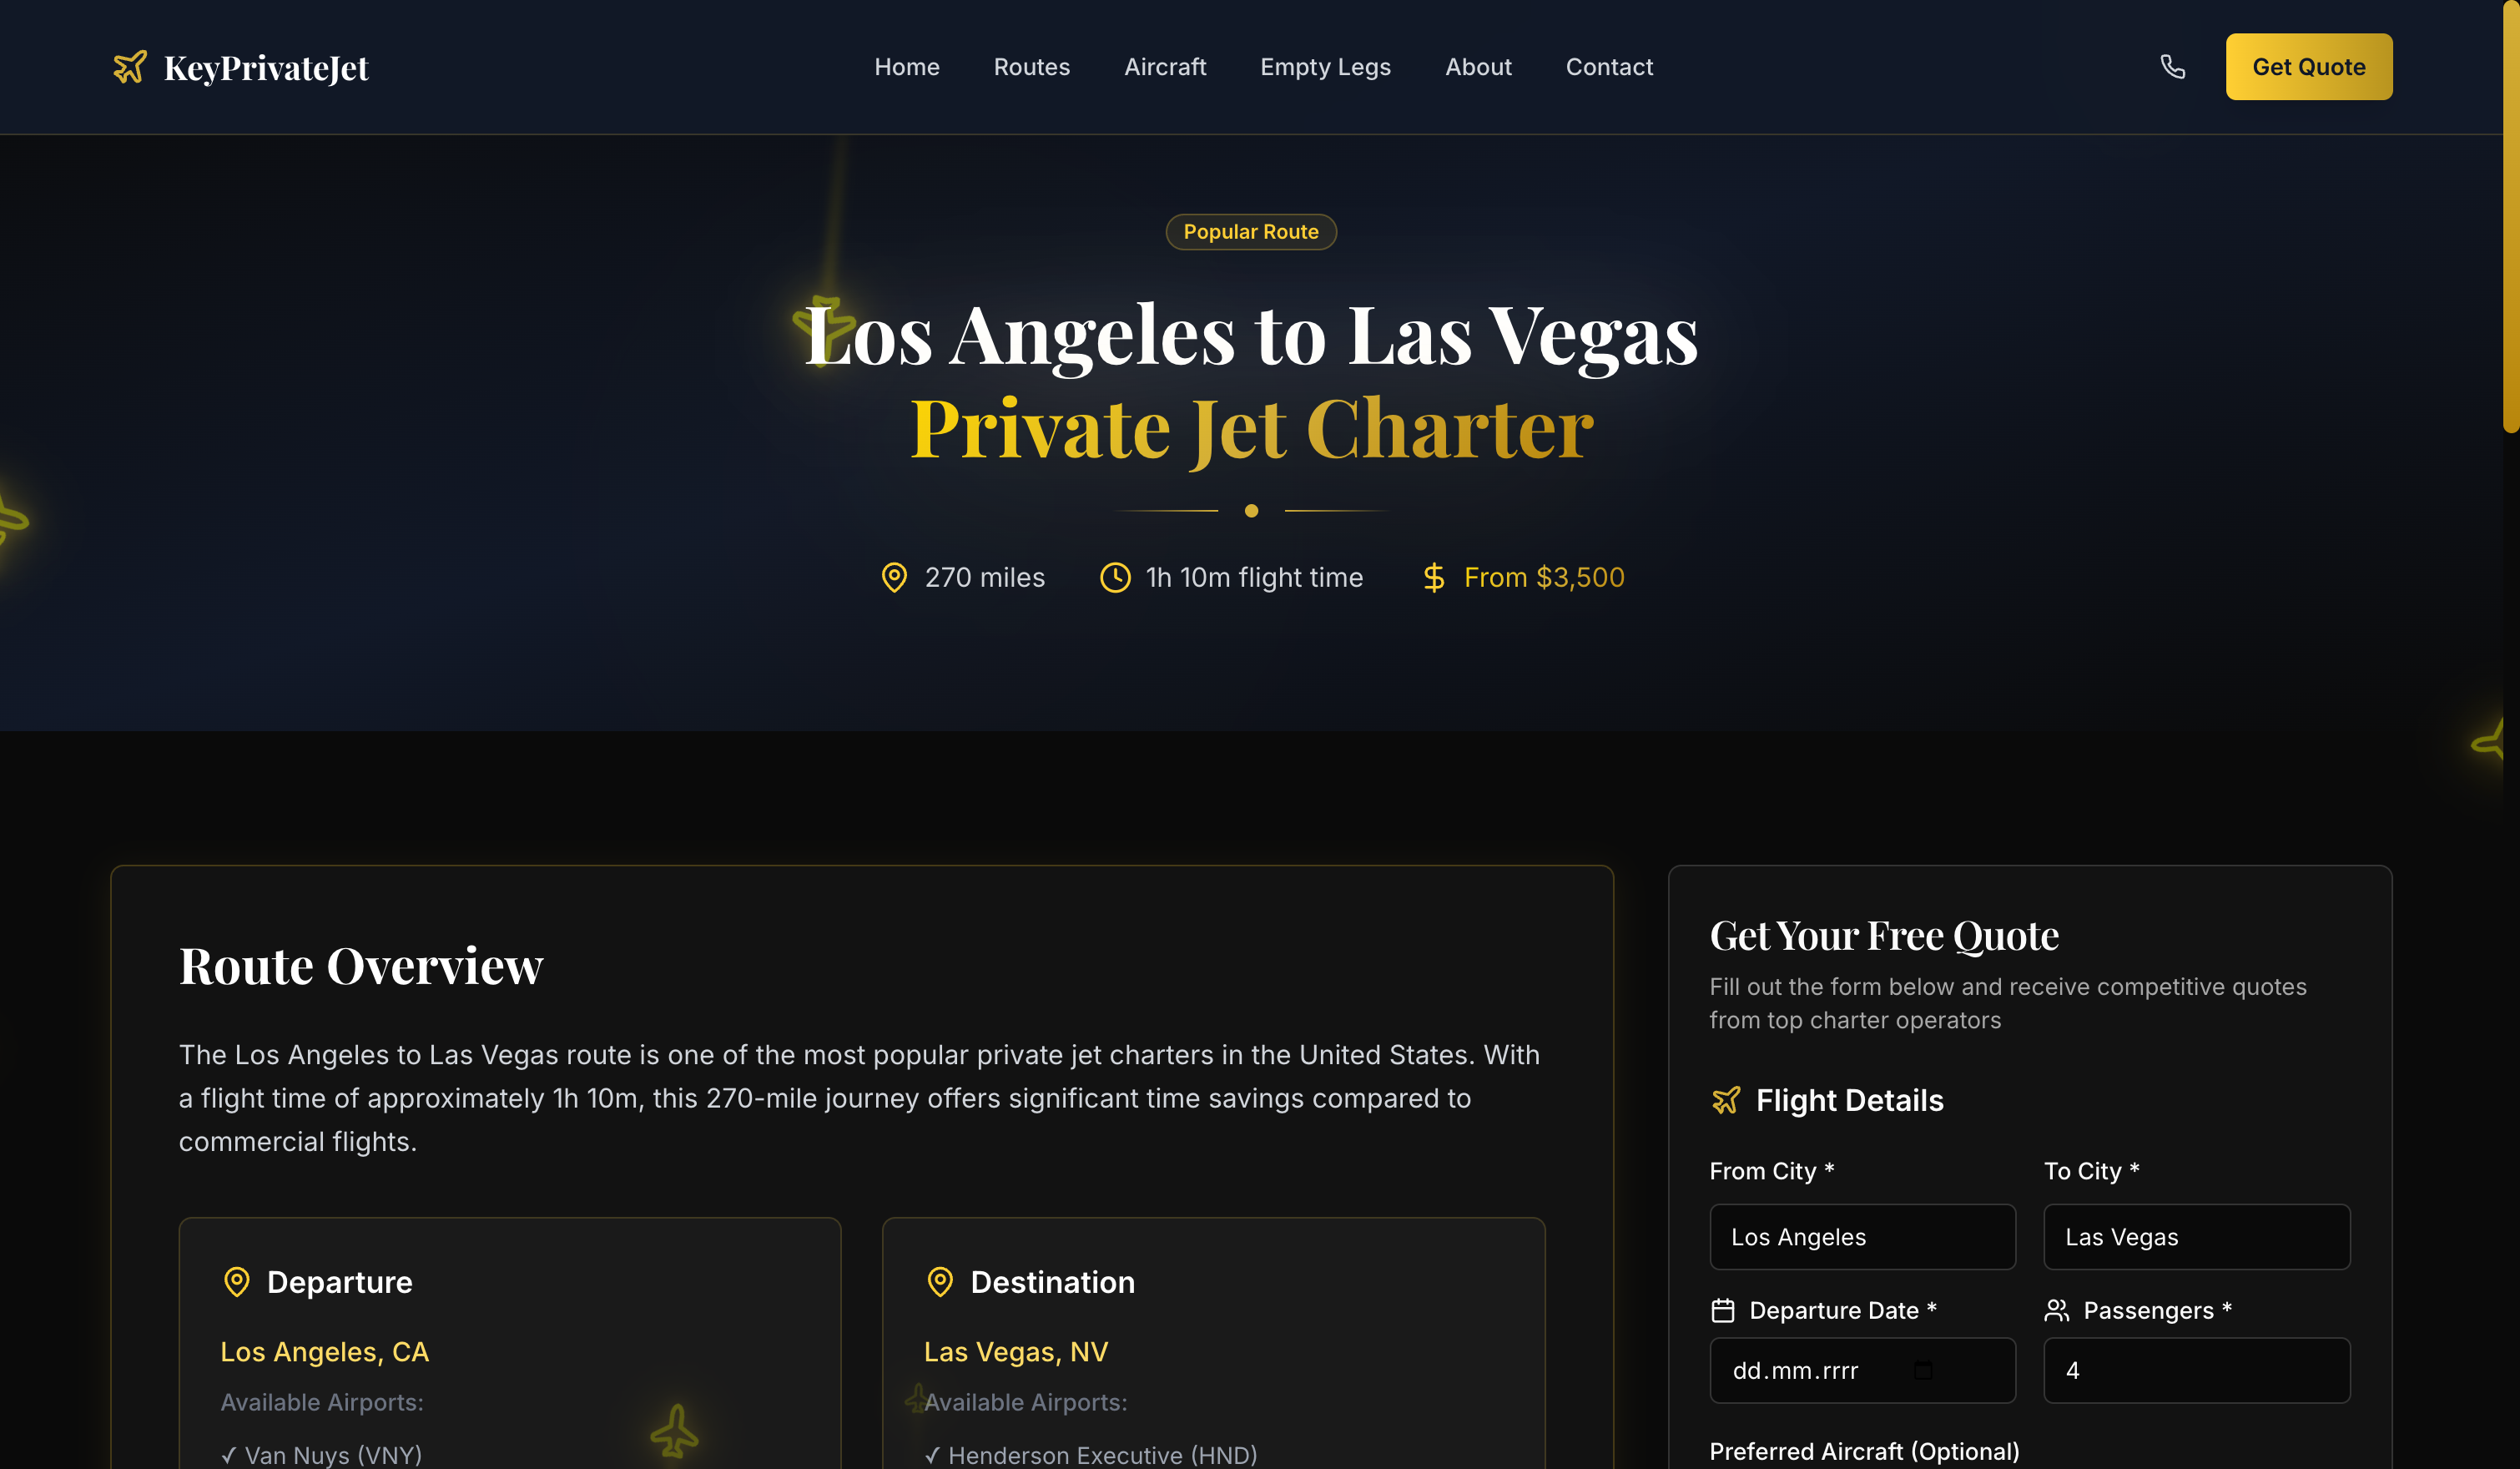 KeyPrivateJet
Home Routes Aircraft Empty Legs About Contact
Get Quote
Popular Route
Los Angeles to Las Vegas
Private Jet Charter
270 miles 1h 10m flight time From $3,500
Route Overview
The Los Angeles to Las Vegas route is one of the most popular private jet charters in the United States. With
a flight time of approximately 1h 10m, this 270-mile journey offers significant time savings compared to
commercial flights.
Departure
Los Angeles, CA
Available Airports:
✓ Van Nuys (VNY)
Destination
Las Vegas, NV
Available Airports:
✓ Henderson Executive (HND)
Get Your Free Quote
Fill out the form below and receive competitive quotes
from top charter operators
Flight Details
From City * To City *
Los Angeles Las Vegas
Departure Date * Passengers *
dd.mm.rrrr 4
Preferred Aircraft (Optional)